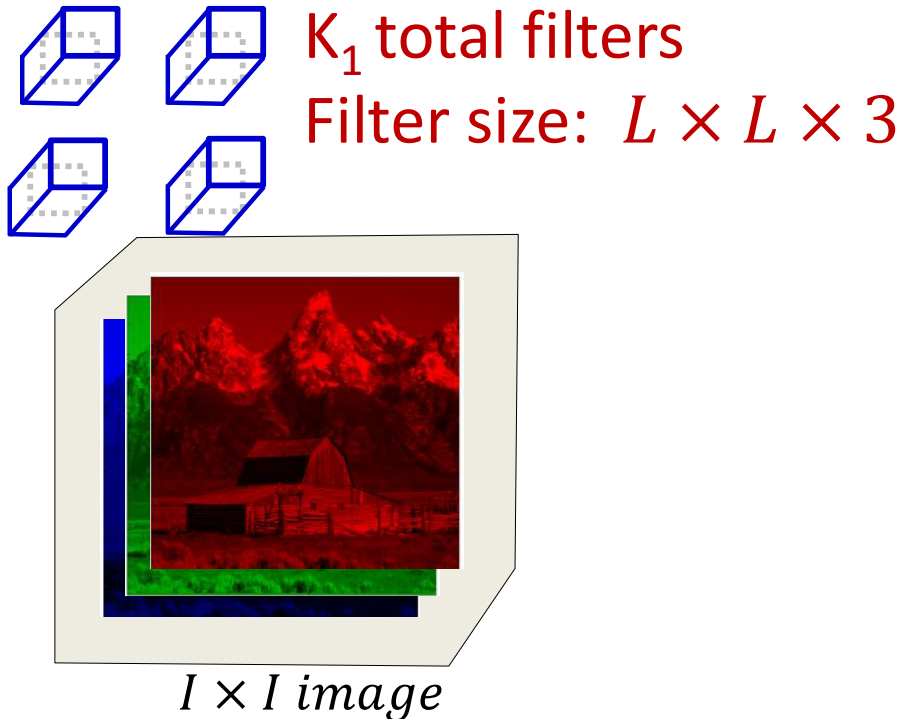 K₁ total filters
Filter size: L × L × 3
I × I image